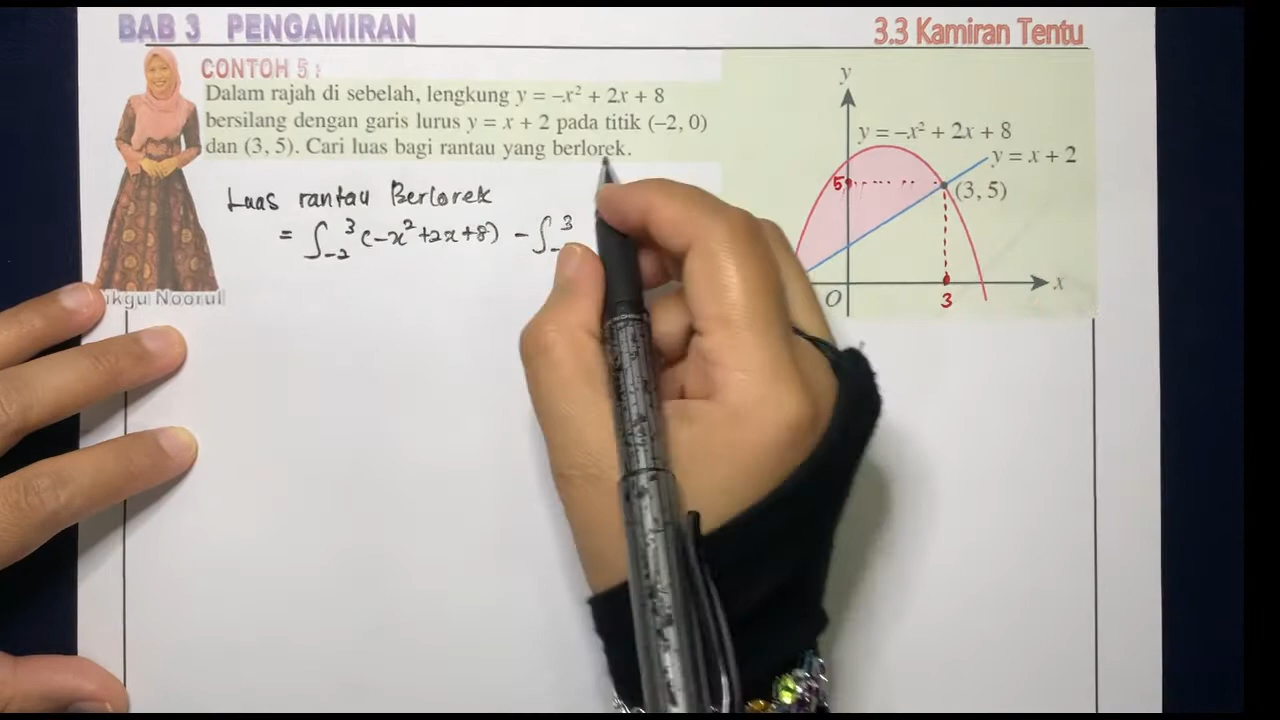 BAB 3 PENGAMIRAN
3.3 Kamiran Tentu
CONTOH 5 :
Dalam rajah di sebelah, lengkung y = –x² + 2x + 8
bersilang dengan garis lurus y = x + 2 pada titik (–2, 0)
dan (3, 5). Cari luas bagi rantau yang berlorek.
Luas rantau Berlorek
= ∫₋₂³ (–x² + 2x + 8) – ∫₋³
ikgu Noorul
y
y = –x² + 2x + 8
y = x + 2
5
(3, 5)
O
3
x